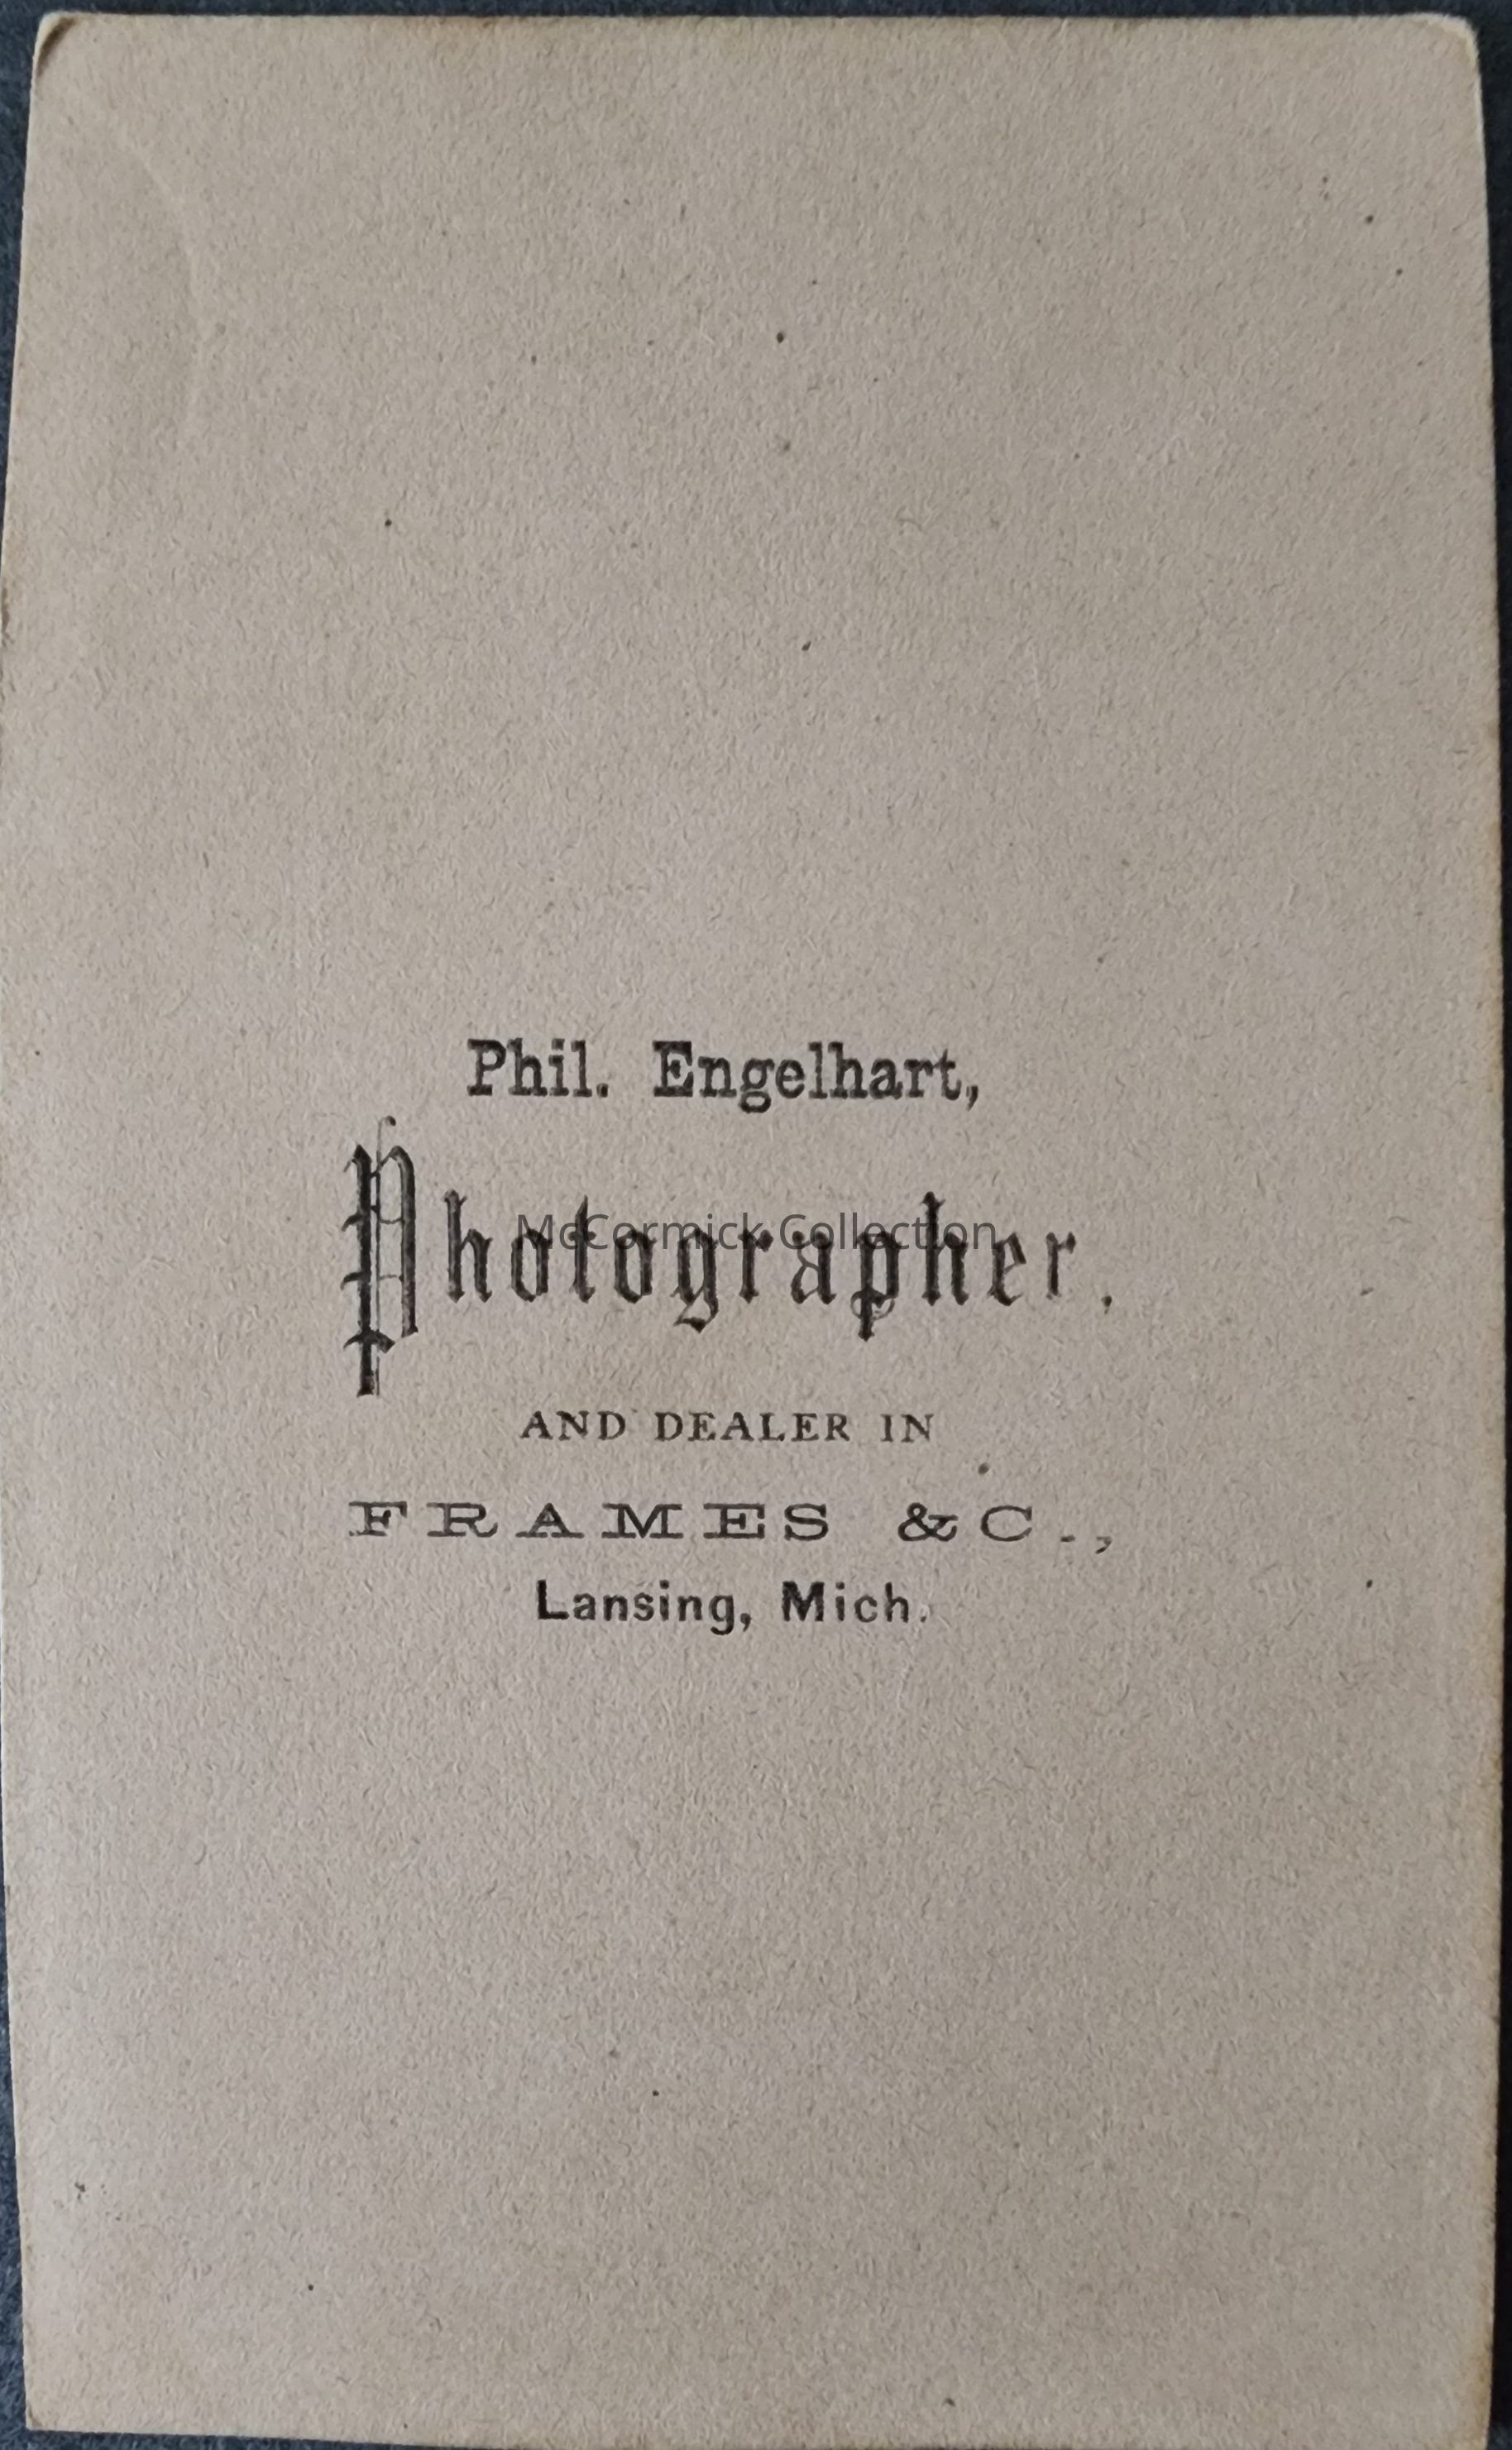 Phil. Engelhart,
Photographer.
McCormick Collection
AND DEALER IN
FRAMES &C.,
Lansing, Mich.